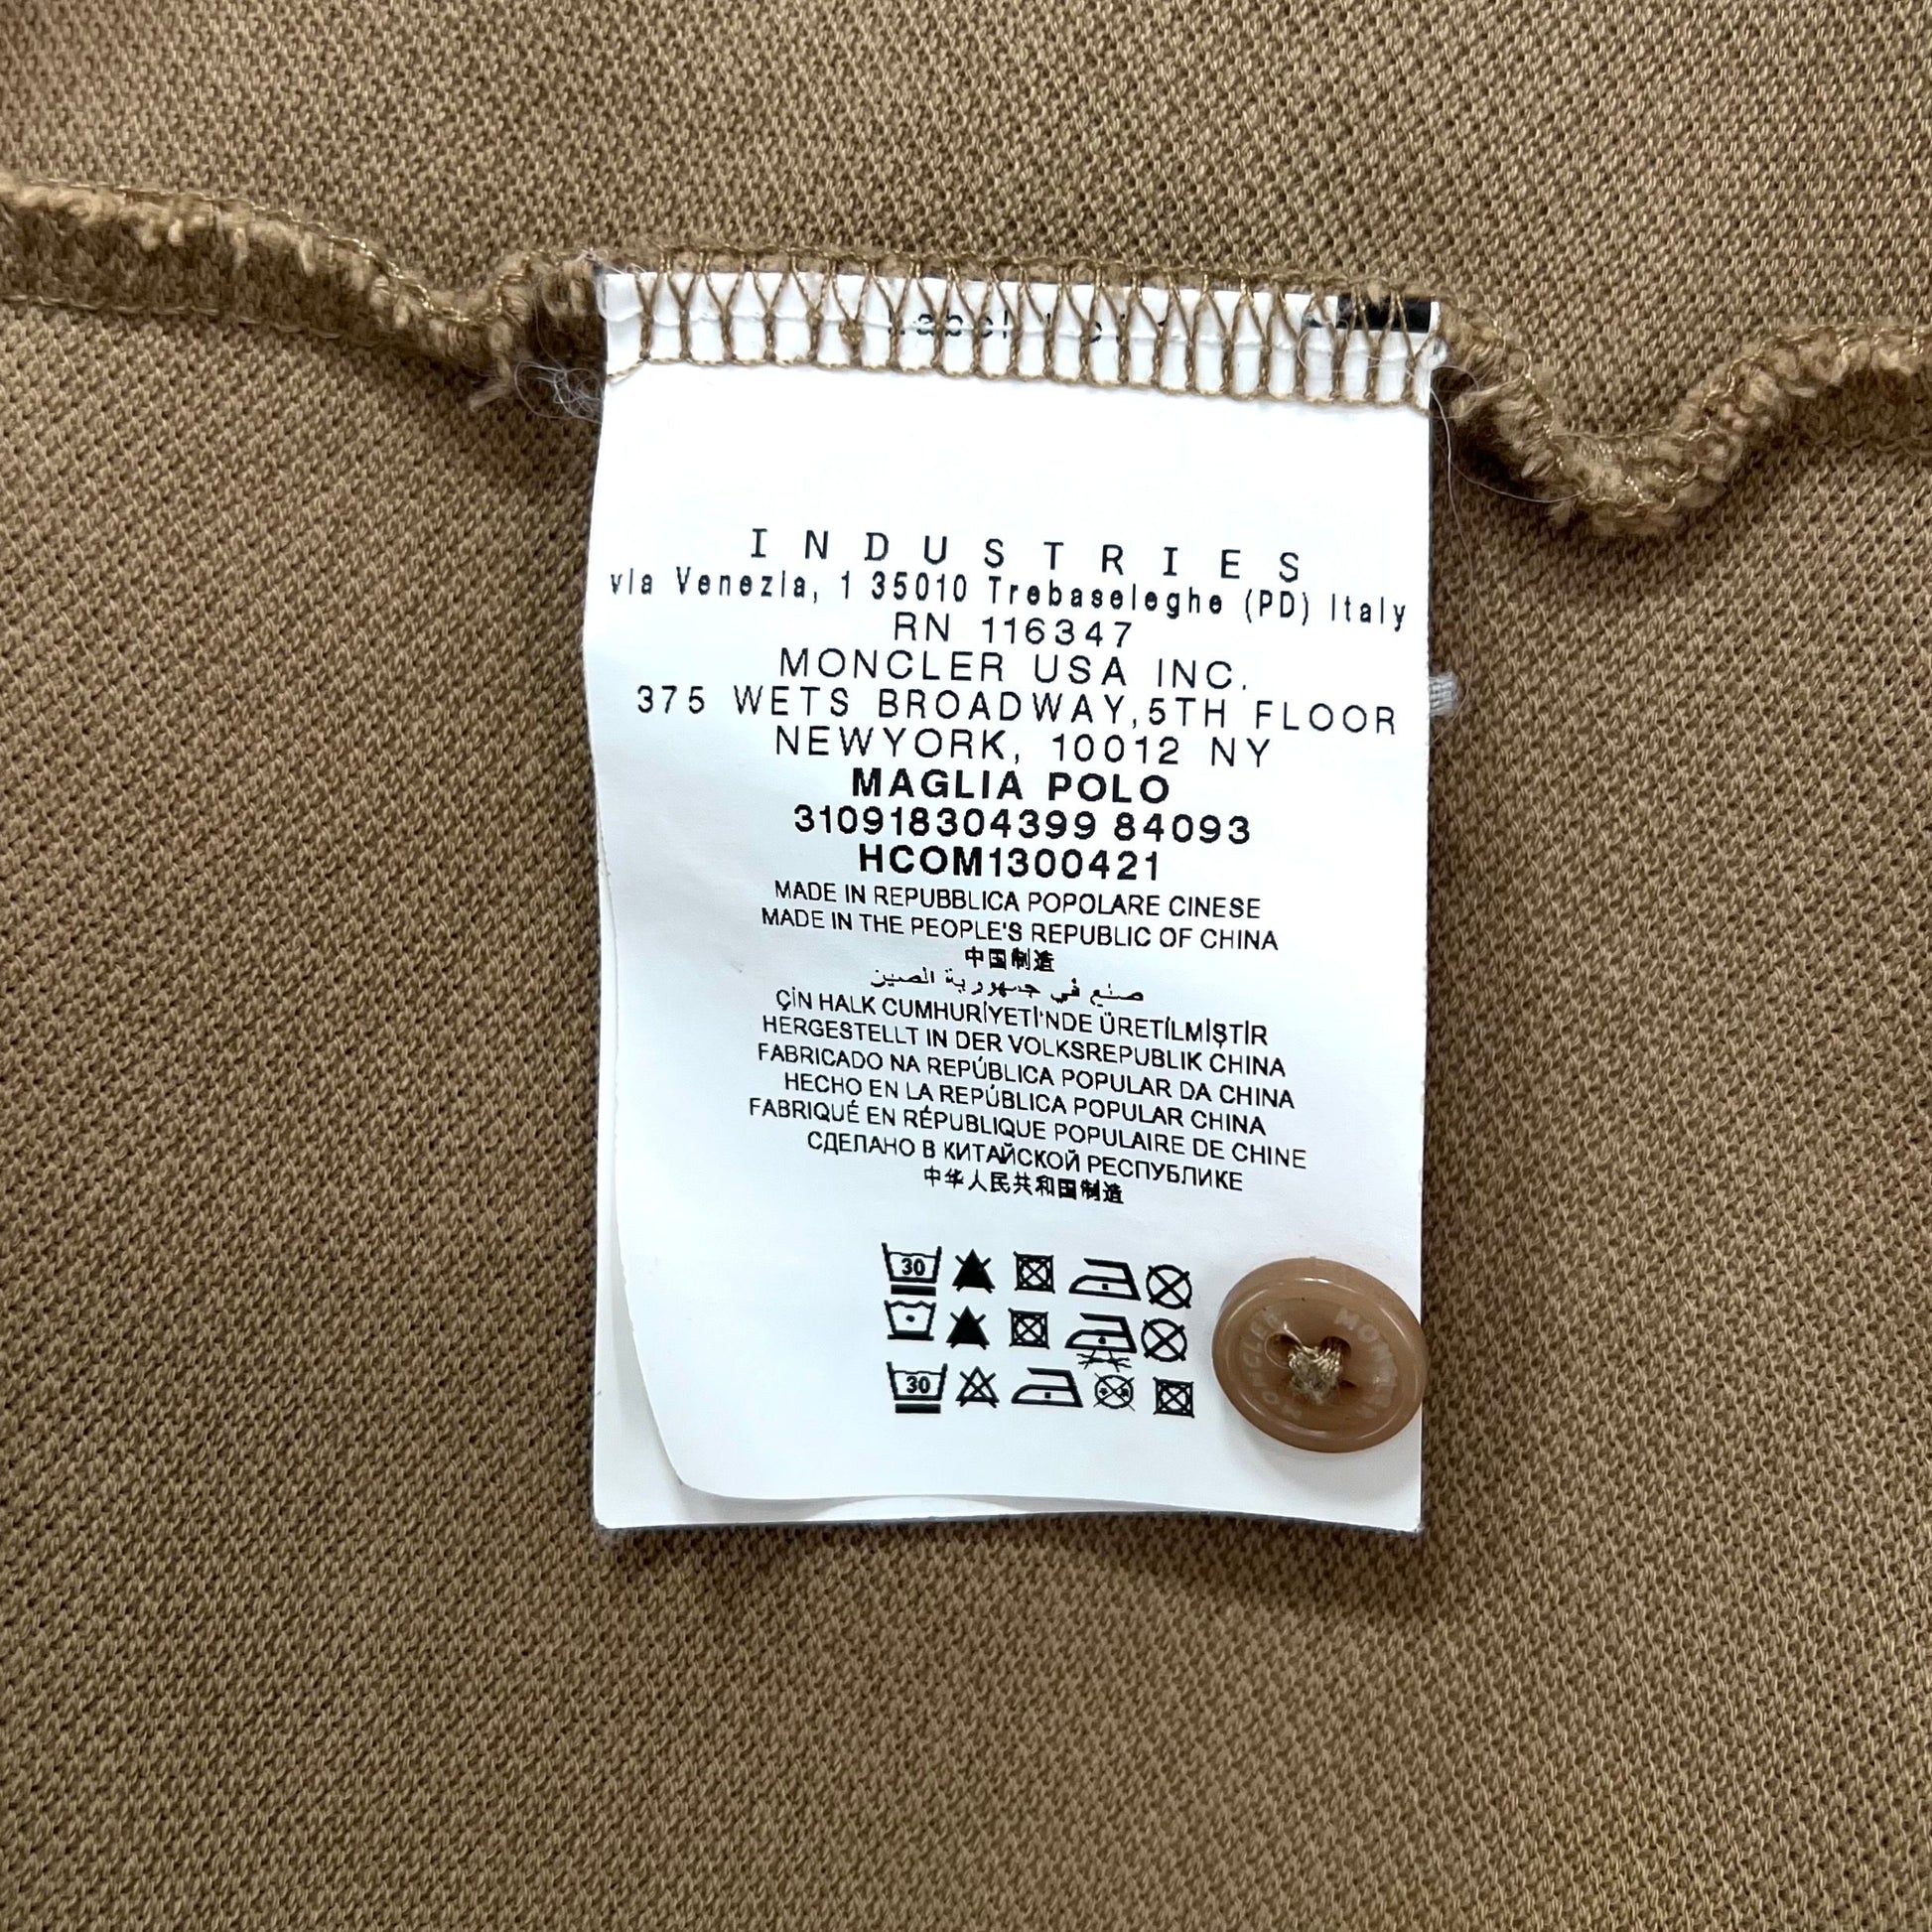 INDUSTRIES
via Venezia, 1 35010 Trebaseleghe (PD) Italy
RN 116347
MONCLER USA INC.
375 WETS BROADWAY,5TH FLOOR
NEWYORK, 10012 NY
MAGLIA POLO
310918304399 84093
HCOM1300421
MADE IN REPUBBLICA POPOLARE CINESE
MADE IN THE PEOPLE'S REPUBLIC OF CHINA
中国制造
صنع في جمهورية الصين
ÇİN HALK CUMHURİYETİ'NDE ÜRETİLMİŞTİR
HERGESTELLT IN DER VOLKSREPUBLIK CHINA
FABRICADO NA REPÚBLICA POPULAR DA CHINA
HECHO EN LA REPÚBLICA POPULAR CHINA
FABRIQUÉ EN RÉPUBLIQUE POPULAIRE DE CHINE
СДЕЛАНО В КИТАЙСКОЙ РЕСПУБЛИКЕ
中华人民共和国制造
30
30
MONCLER MONCLER